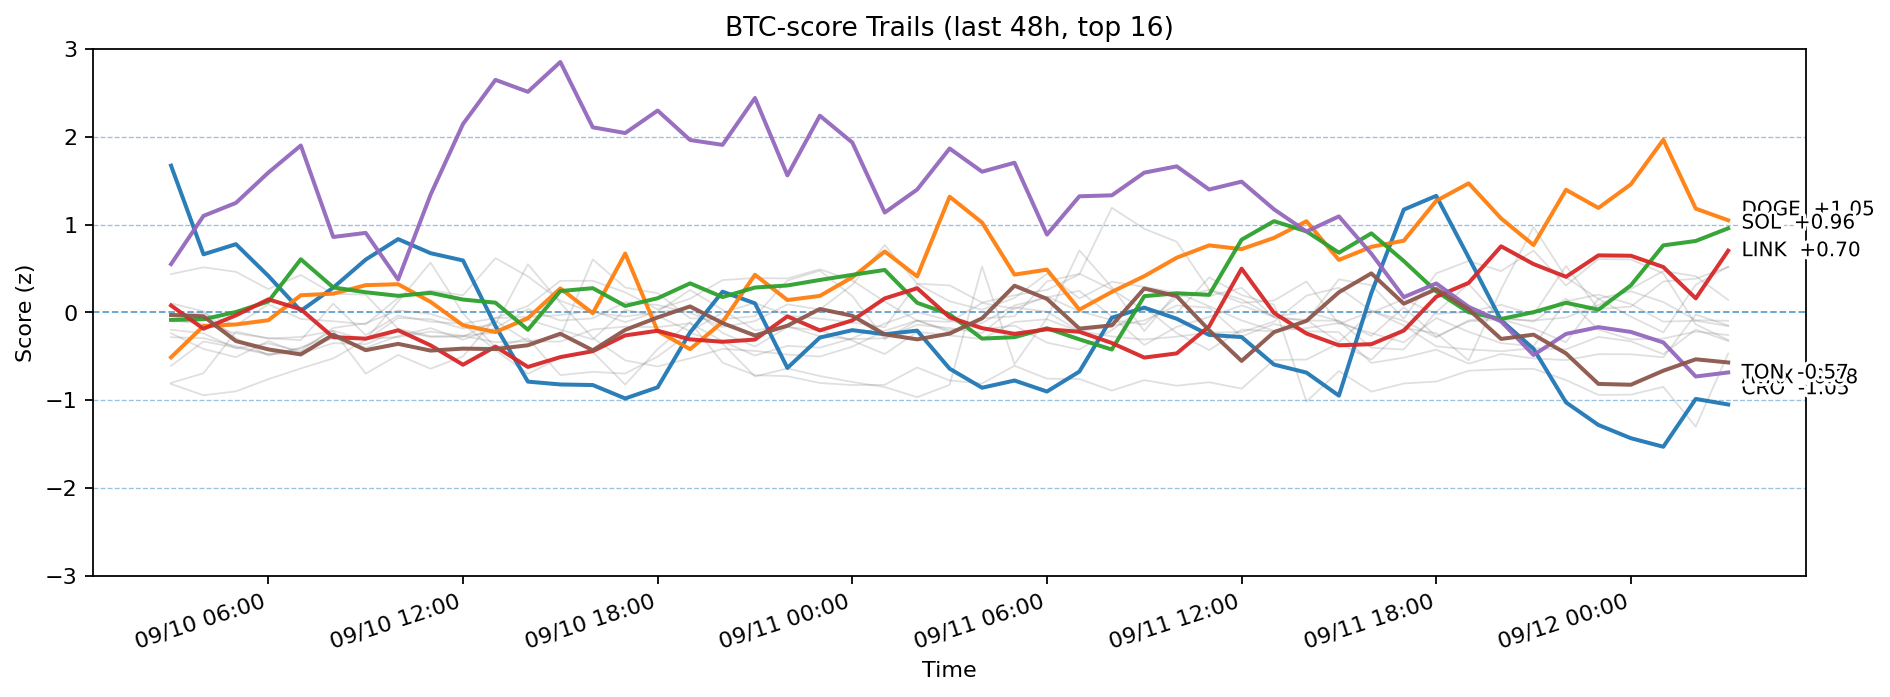 BTC-score Trails (last 48h, top 16)
Score (z)
3
2
1
0
−1
−2
−3
DOGE +1.05
SOL +0.96
LINK +0.70
TON -0.57
CRO -1.05
09/10 06:00
09/10 12:00
09/10 18:00
09/11 00:00
09/11 06:00
09/11 12:00
09/11 18:00
09/12 00:00
Time